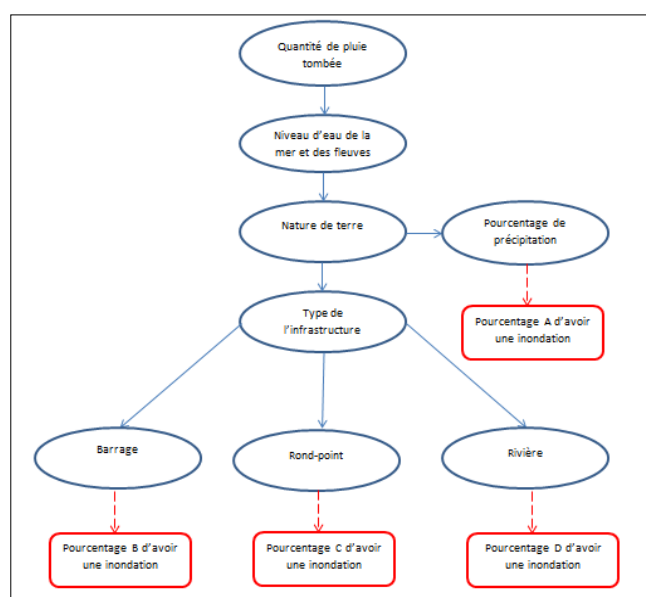 Quantité de pluie
tombée
Niveau d'eau de la
mer et des fleuves
Nature de terre
Pourcentage de
précipitation
Type de
l'infrastructure
Pourcentage A d'avoir
une inondation
Barrage
Rond-point
Rivière
Pourcentage B d'avoir
une inondation
Pourcentage C d'avoir
une inondation
Pourcentage D d'avoir
une inondation